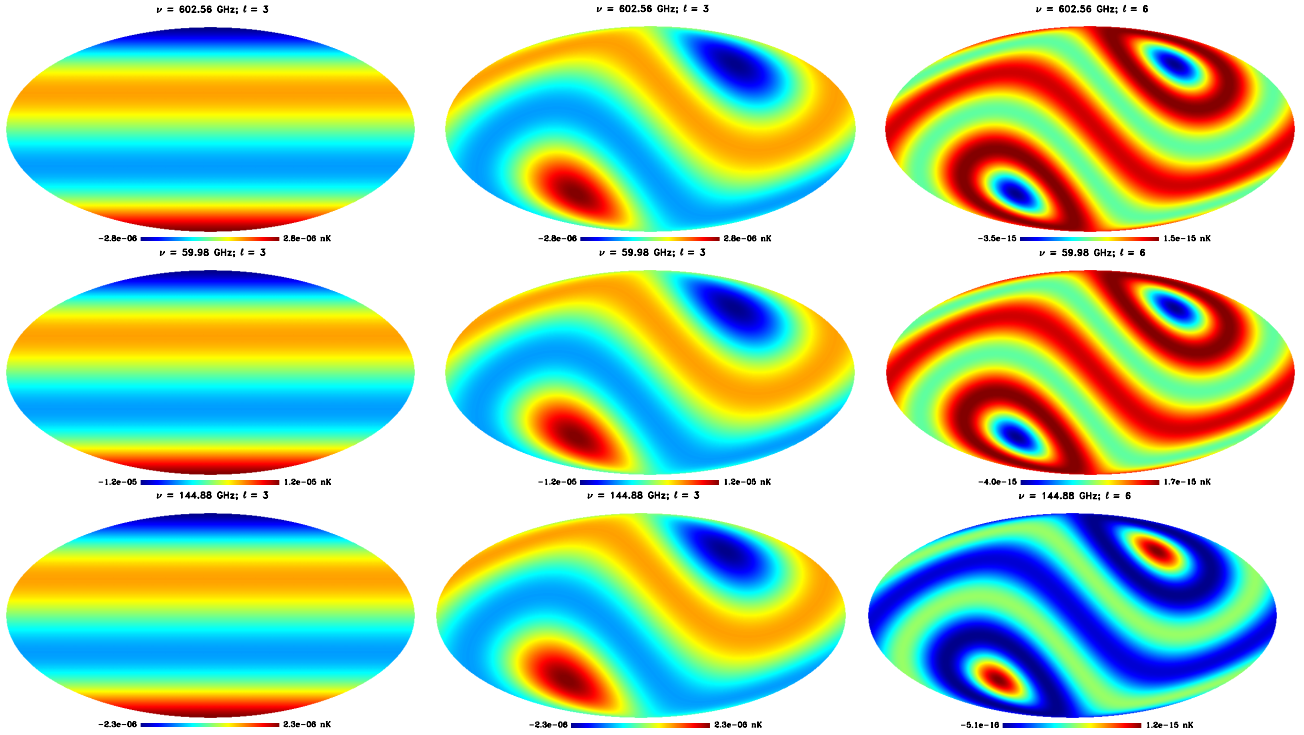 ν = 602.56 GHz; ℓ = 3
ν = 602.56 GHz; ℓ = 3
ν = 602.56 GHz; ℓ = 6
-2.8e-06 2.8e-06 nK
-2.8e-06 2.8e-06 nK
-3.5e-15 1.5e-15 nK
ν = 59.98 GHz; ℓ = 3
ν = 59.98 GHz; ℓ = 3
ν = 59.98 GHz; ℓ = 6
-1.2e-05 1.2e-05 nK
-1.2e-05 1.2e-05 nK
-4.0e-15 1.7e-15 nK
ν = 144.88 GHz; ℓ = 3
ν = 144.88 GHz; ℓ = 3
ν = 144.88 GHz; ℓ = 6
-2.3e-06 2.3e-06 nK
-2.3e-06 2.3e-06 nK
-5.1e-16 1.2e-15 nK